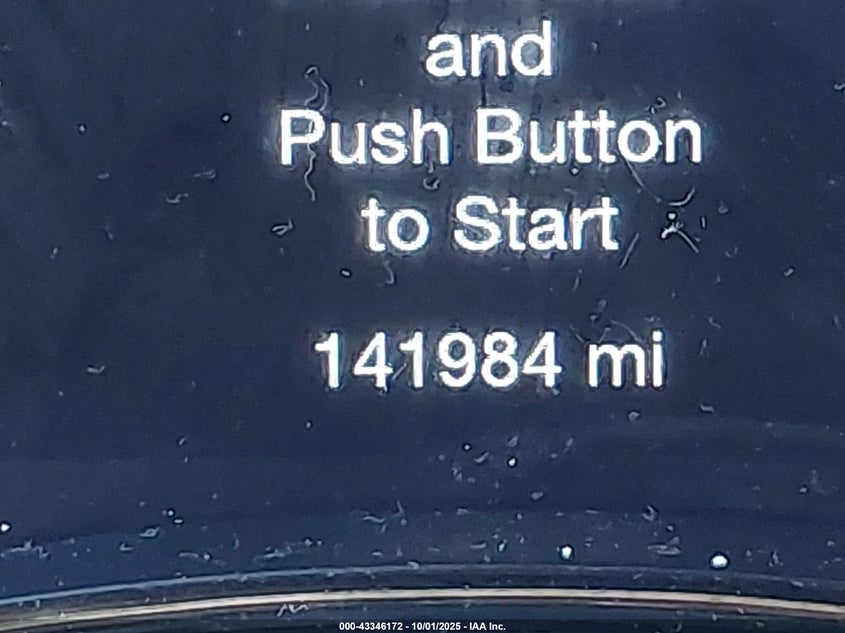 and
Push Button
to Start
141984 mi
000-43346172 - 10/01/2025 - IAA Inc.